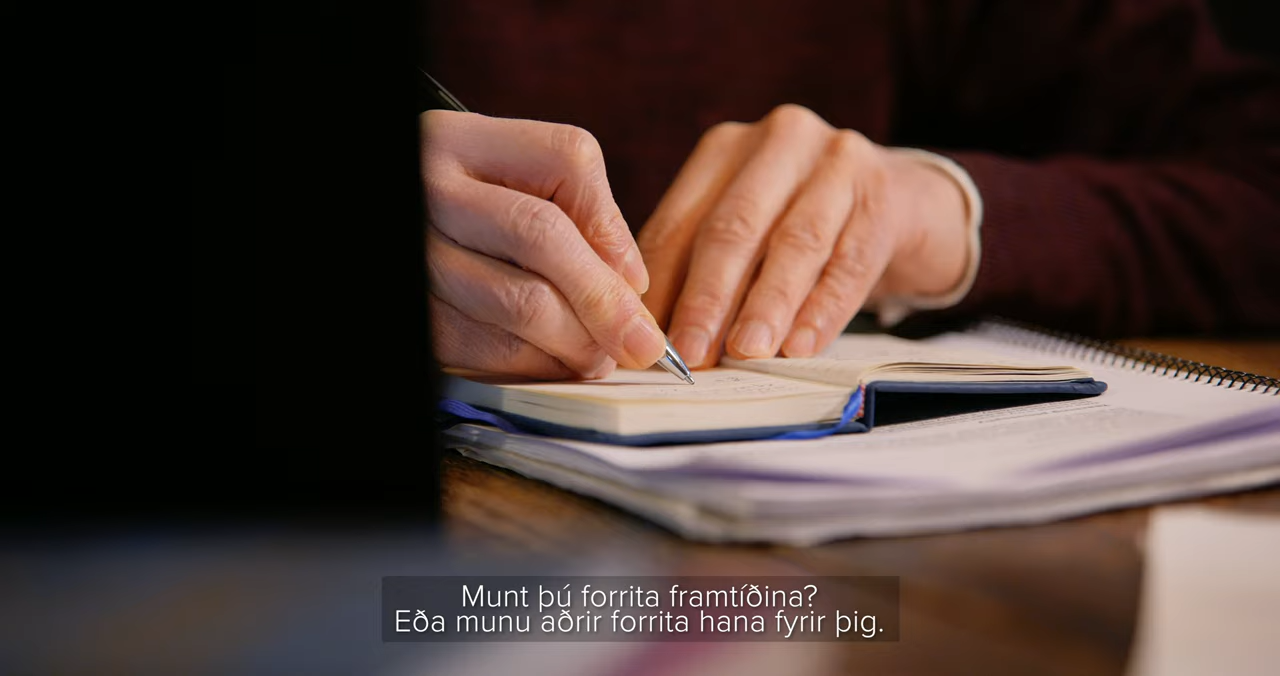 Munt þú forrita framtíðina?
Eða munu aðrir forrita hana fyrir þig.